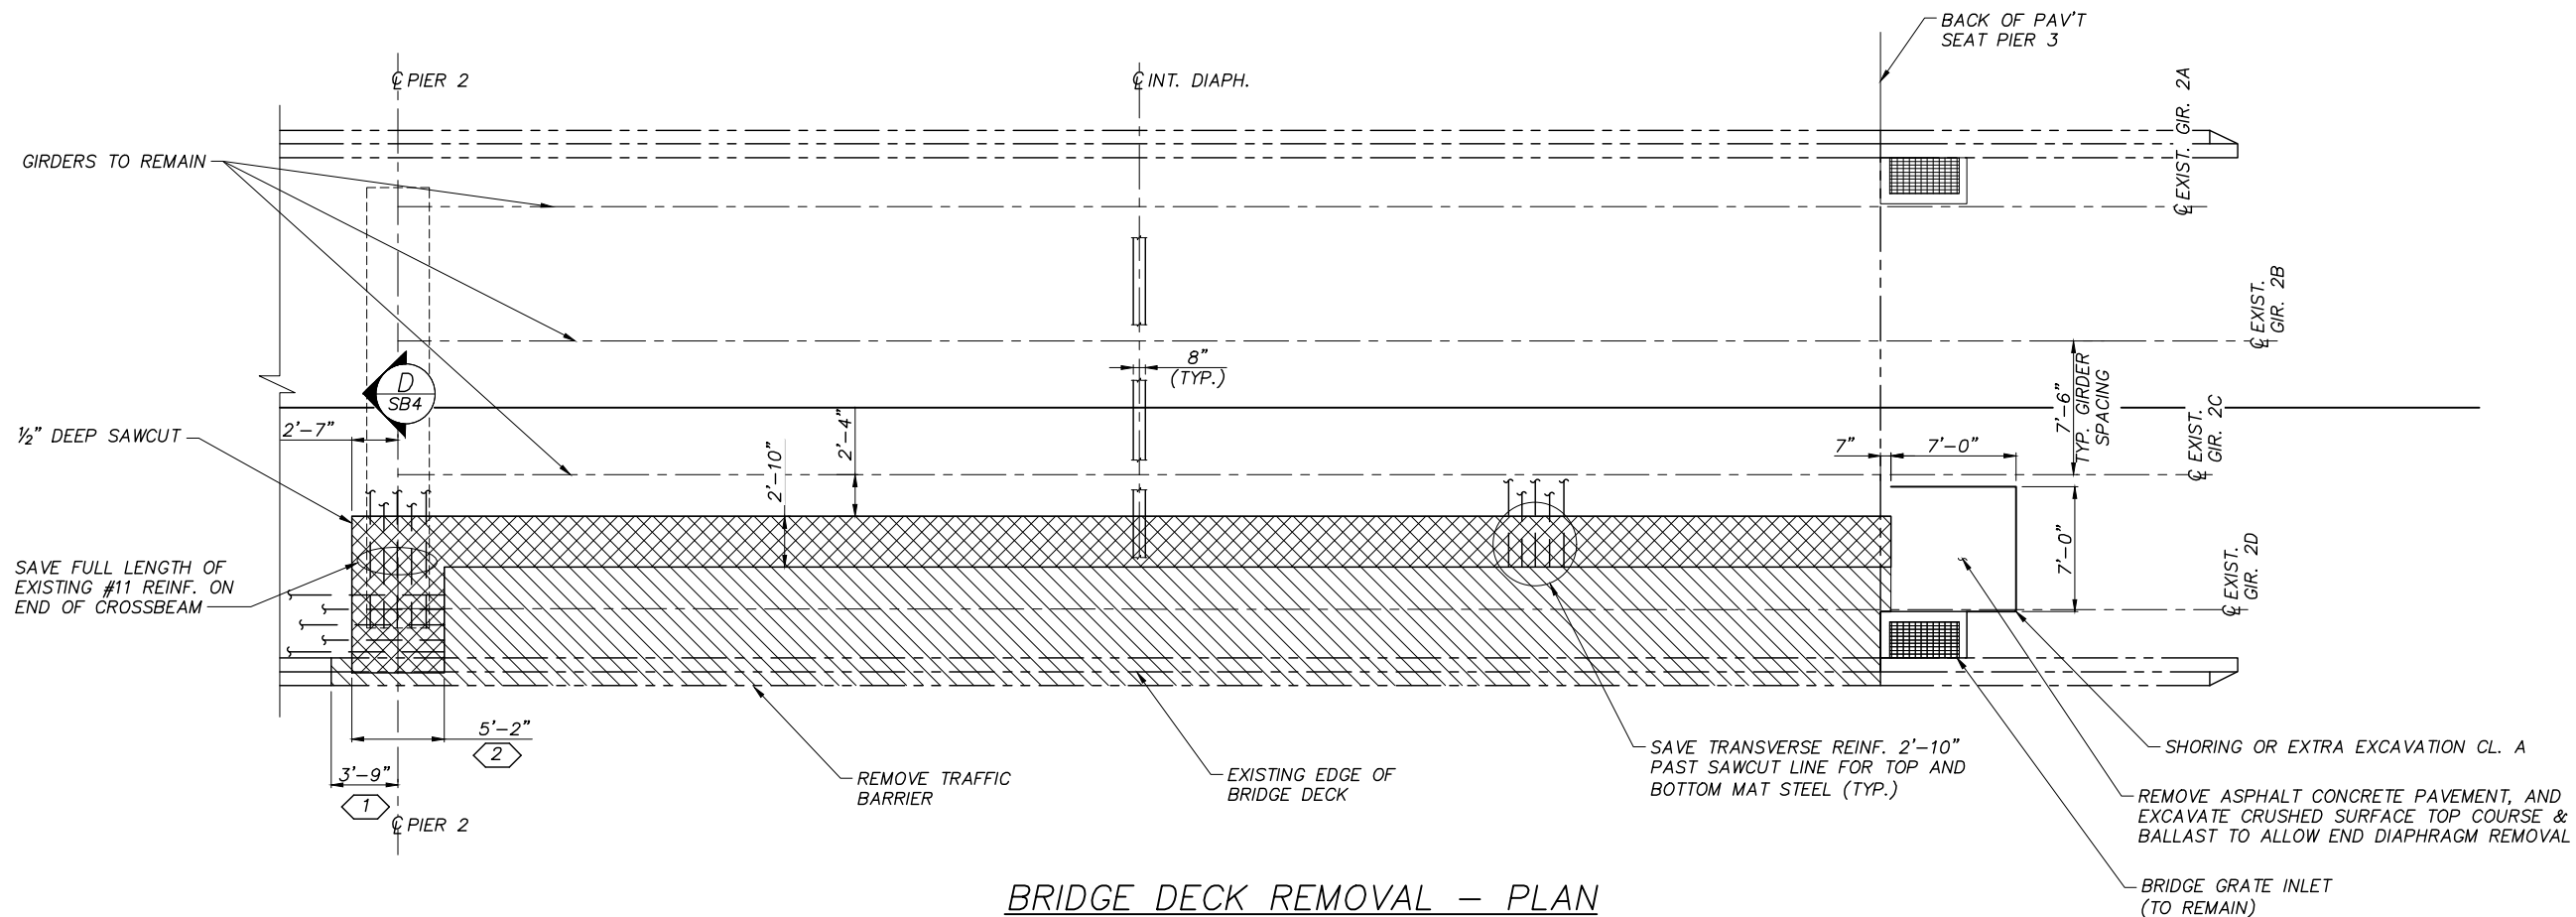 BACK OF PAV'T
SEAT PIER 3
℄ PIER 2
℄ INT. DIAPH.
℄ EXIST. GIR. 2A
GIRDERS TO REMAIN
℄ EXIST.
GIR. 2B
8"
(TYP.)
D
SB4
7'-6"
TYP. GIRDER
SPACING
℄ EXIST.
GIR. 2C
½" DEEP SAWCUT
2'-7"
2'-4"
2'-10"
7"
7'-0"
7'-0"
℄ EXIST.
GIR. 2D
SAVE FULL LENGTH OF
EXISTING #11 REINF. ON
END OF CROSSBEAM
5'-2"
2
3'-9"
1
℄ PIER 2
REMOVE TRAFFIC
BARRIER
EXISTING EDGE OF
BRIDGE DECK
SAVE TRANSVERSE REINF. 2'-10"
PAST SAWCUT LINE FOR TOP AND
BOTTOM MAT STEEL (TYP.)
SHORING OR EXTRA EXCAVATION CL. A
REMOVE ASPHALT CONCRETE PAVEMENT, AND
EXCAVATE CRUSHED SURFACE TOP COURSE &
BALLAST TO ALLOW END DIAPHRAGM REMOVAL
BRIDGE GRATE INLET
(TO REMAIN)
BRIDGE DECK REMOVAL – PLAN